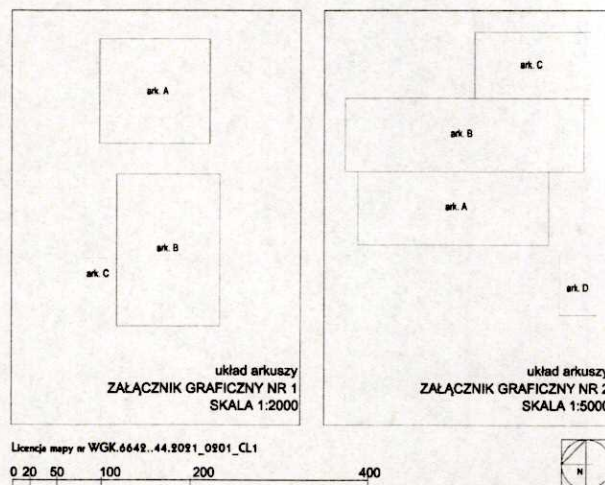 ark. A
ark. B
ark. C
układ arkuszy
ZAŁĄCZNIK GRAFICZNY NR 1
SKALA 1:2000
ark. C
ark. B
ark. A
ark. D
układ arkuszy
ZAŁĄCZNIK GRAFICZNY NR 2
SKALA 1:5000
Licencja mapy nr WGK.6642..44.2021_0201_CL1
0 20 50 100 200 400
N